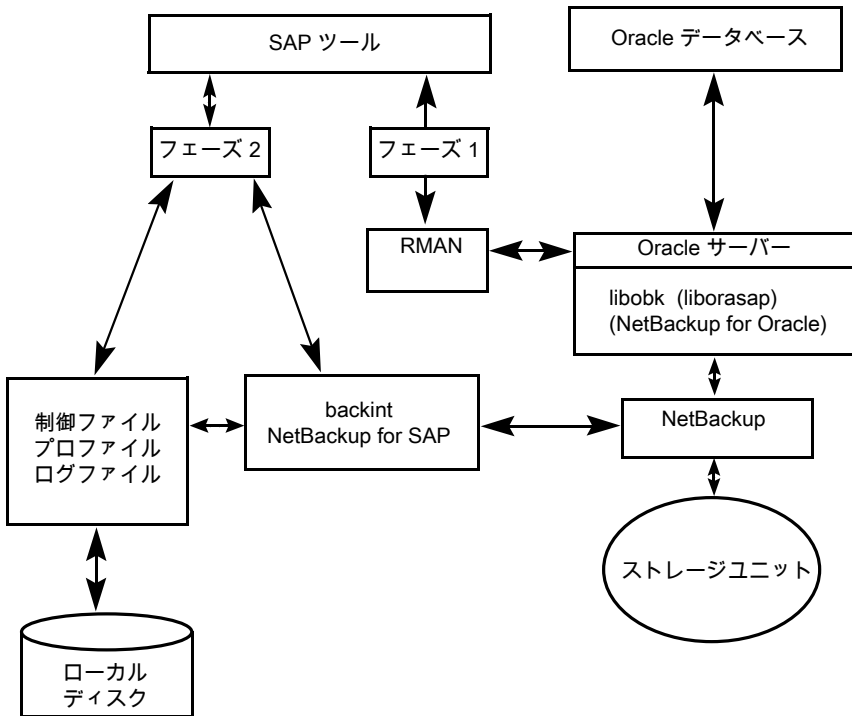 SAP ツール
Oracle データベース
フェーズ 2
フェーズ 1
RMAN
Oracle サーバー
libobk (liborasap)
(NetBackup for Oracle)
制御ファイル
プロファイル
ログファイル
backint
NetBackup for SAP
NetBackup
ストレージユニット
ローカル
ディスク